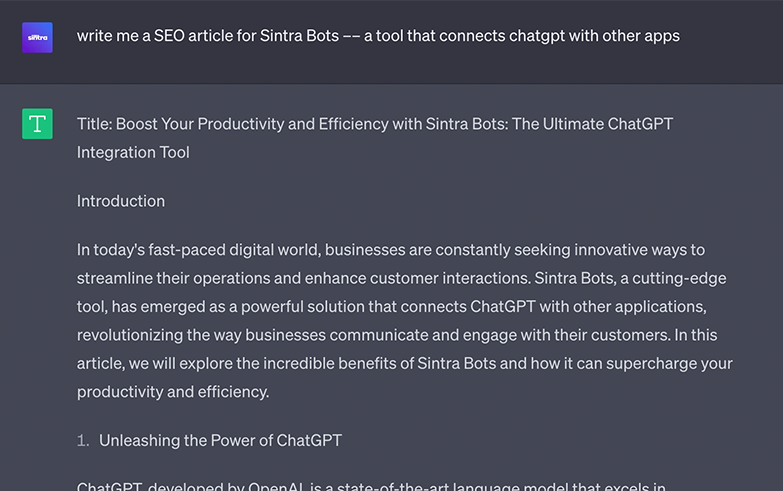 sintra
write me a SEO article for Sintra Bots –– a tool that connects chatgpt with other apps
T
Title: Boost Your Productivity and Efficiency with Sintra Bots: The Ultimate ChatGPT
Integration Tool
Introduction
In today's fast-paced digital world, businesses are constantly seeking innovative ways to
streamline their operations and enhance customer interactions. Sintra Bots, a cutting-edge
tool, has emerged as a powerful solution that connects ChatGPT with other applications,
revolutionizing the way businesses communicate and engage with their customers. In this
article, we will explore the incredible benefits of Sintra Bots and how it can supercharge your
productivity and efficiency.
1. Unleashing the Power of ChatGPT
ChatGPT, developed by OpenAI, is a state-of-the-art language model that excels in